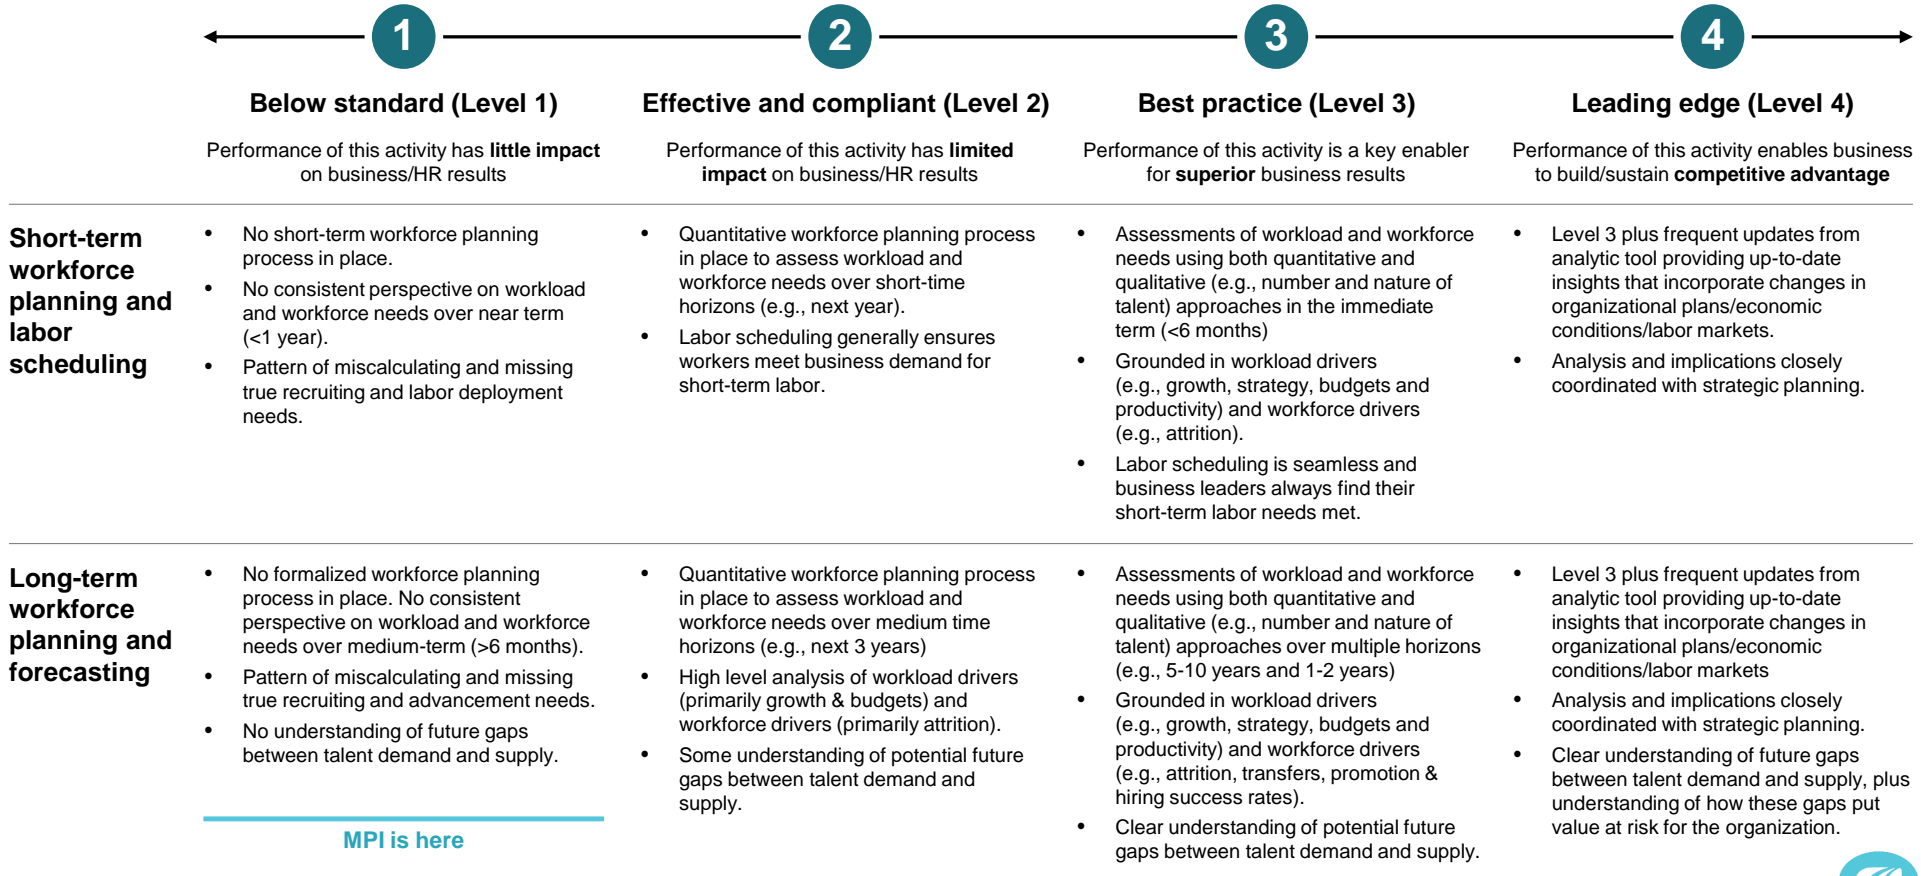 1
2
3
4
Below standard (Level 1)
Effective and compliant (Level 2)
Best practice (Level 3)
Leading edge (Level 4)
Performance of this activity has little impact
on business/HR results
Performance of this activity has limited
impact on business/HR results
Performance of this activity is a key enabler
for superior business results
Performance of this activity enables business
to build/sustain competitive advantage
Short-term
workforce
planning and
labor
scheduling
• No short-term workforce planning
process in place.
• No consistent perspective on workload
and workforce needs over near term
(<1 year).
• Pattern of miscalculating and missing
true recruiting and labor deployment
needs.
• Quantitative workforce planning process
in place to assess workload and
workforce needs over short-time
horizons (e.g., next year).
• Labor scheduling generally ensures
workers meet business demand for
short-term labor.
• Assessments of workload and workforce
needs using both quantitative and
qualitative (e.g., number and nature of
talent) approaches in the immediate
term (<6 months)
• Grounded in workload drivers
(e.g., growth, strategy, budgets and
productivity) and workforce drivers
(e.g., attrition).
• Labor scheduling is seamless and
business leaders always find their
short-term labor needs met.
• Level 3 plus frequent updates from
analytic tool providing up-to-date
insights that incorporate changes in
organizational plans/economic
conditions/labor markets.
• Analysis and implications closely
coordinated with strategic planning.
Long-term
workforce
planning and
forecasting
• No formalized workforce planning
process in place. No consistent
perspective on workload and workforce
needs over medium-term (>6 months).
• Pattern of miscalculating and missing
true recruiting and advancement needs.
• No understanding of future gaps
between talent demand and supply.
MPI is here
• Quantitative workforce planning process
in place to assess workload and
workforce needs over medium time
horizons (e.g., next 3 years)
• High level analysis of workload drivers
(primarily growth & budgets) and
workforce drivers (primarily attrition).
• Some understanding of potential future
gaps between talent demand and
supply.
• Assessments of workload and workforce
needs using both quantitative and
qualitative (e.g., number and nature of
talent) approaches over multiple horizons
(e.g., 5-10 years and 1-2 years)
• Grounded in workload drivers
(e.g., growth, strategy, budgets and
productivity) and workforce drivers
(e.g., attrition, transfers, promotion &
hiring success rates).
• Clear understanding of potential future
gaps between talent demand and supply.
• Level 3 plus frequent updates from
analytic tool providing up-to-date
insights that incorporate changes in
organizational plans/economic
conditions/labor markets
• Analysis and implications closely
coordinated with strategic planning.
• Clear understanding of future gaps
between talent demand and supply, plus
understanding of how these gaps put
value at risk for the organization.